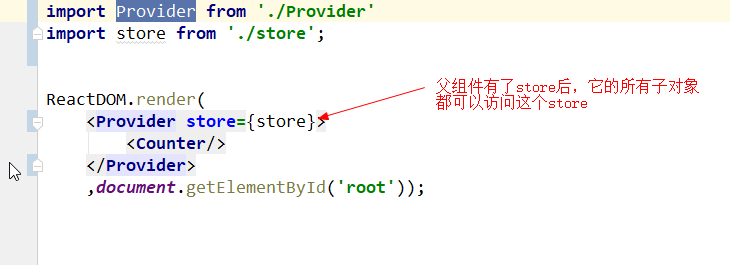 import Provider from './Provider'
import store from './store';
ReactDOM.render(
<Provider store={store}>
父组件有了store后，它的所有子对象
都可以访问这个store
<Counter/>
</Provider>
,document.getElementById('root'));